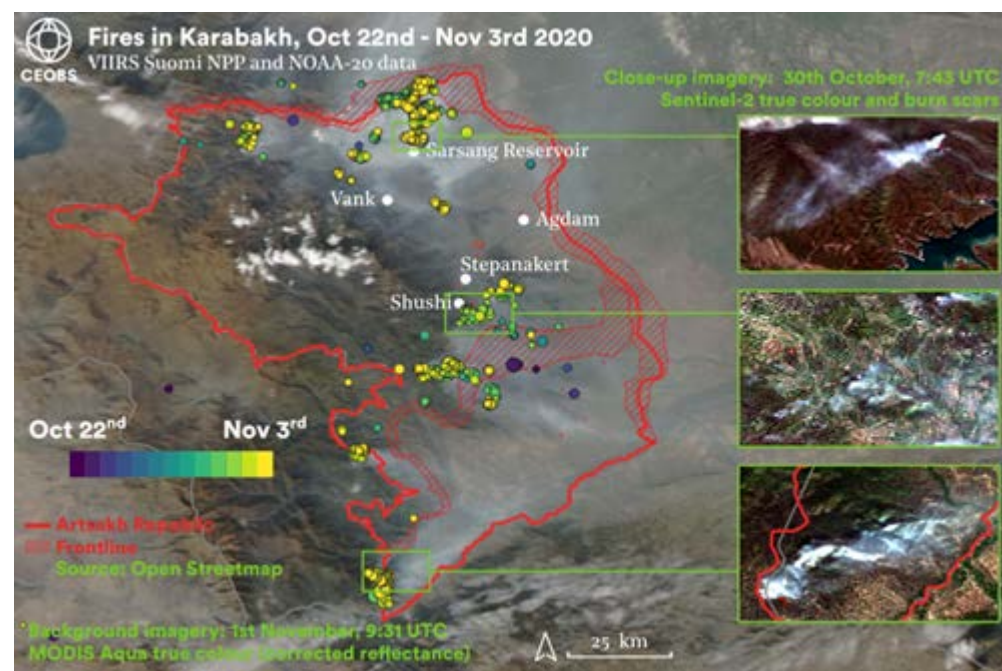 CEOBS
Fires in Karabakh, Oct 22nd - Nov 3rd 2020
VIIRS Suomi NPP and NOAA-20 data
Close-up imagery: 30th October, 7:43 UTC
Sentinel-2 true colour and burn scars
Sarsang Reservoir
Vank
Agdam
Stepanakert
Shushi
Oct 22nd
Nov 3rd
Artsakh Republic
Frontline
Source: Open Streetmap
Background imagery: 1st November, 9:31 UTC
MODIS Aqua true colour (corrected reflectance)
25 km